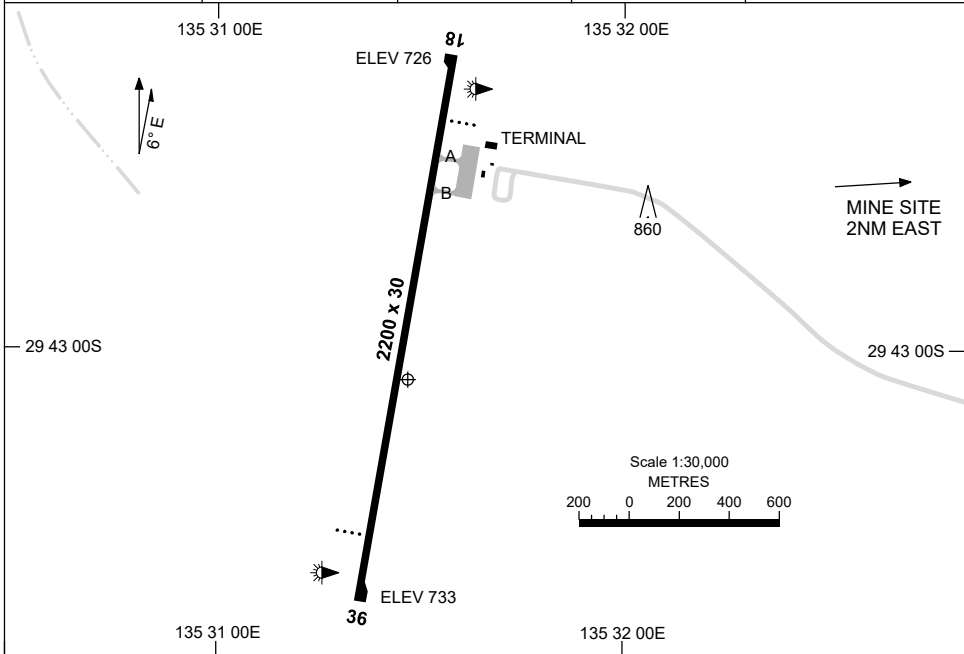 135 31 00E
135 32 00E
18
ELEV 726
6° E
TERMINAL
A
B
MINE SITE
2NM EAST
860
2200 x 30
29 43 00S
29 43 00S
Scale 1:30,000
METRES
200 0 200 400 600
ELEV 733
36
135 31 00E
135 32 00E